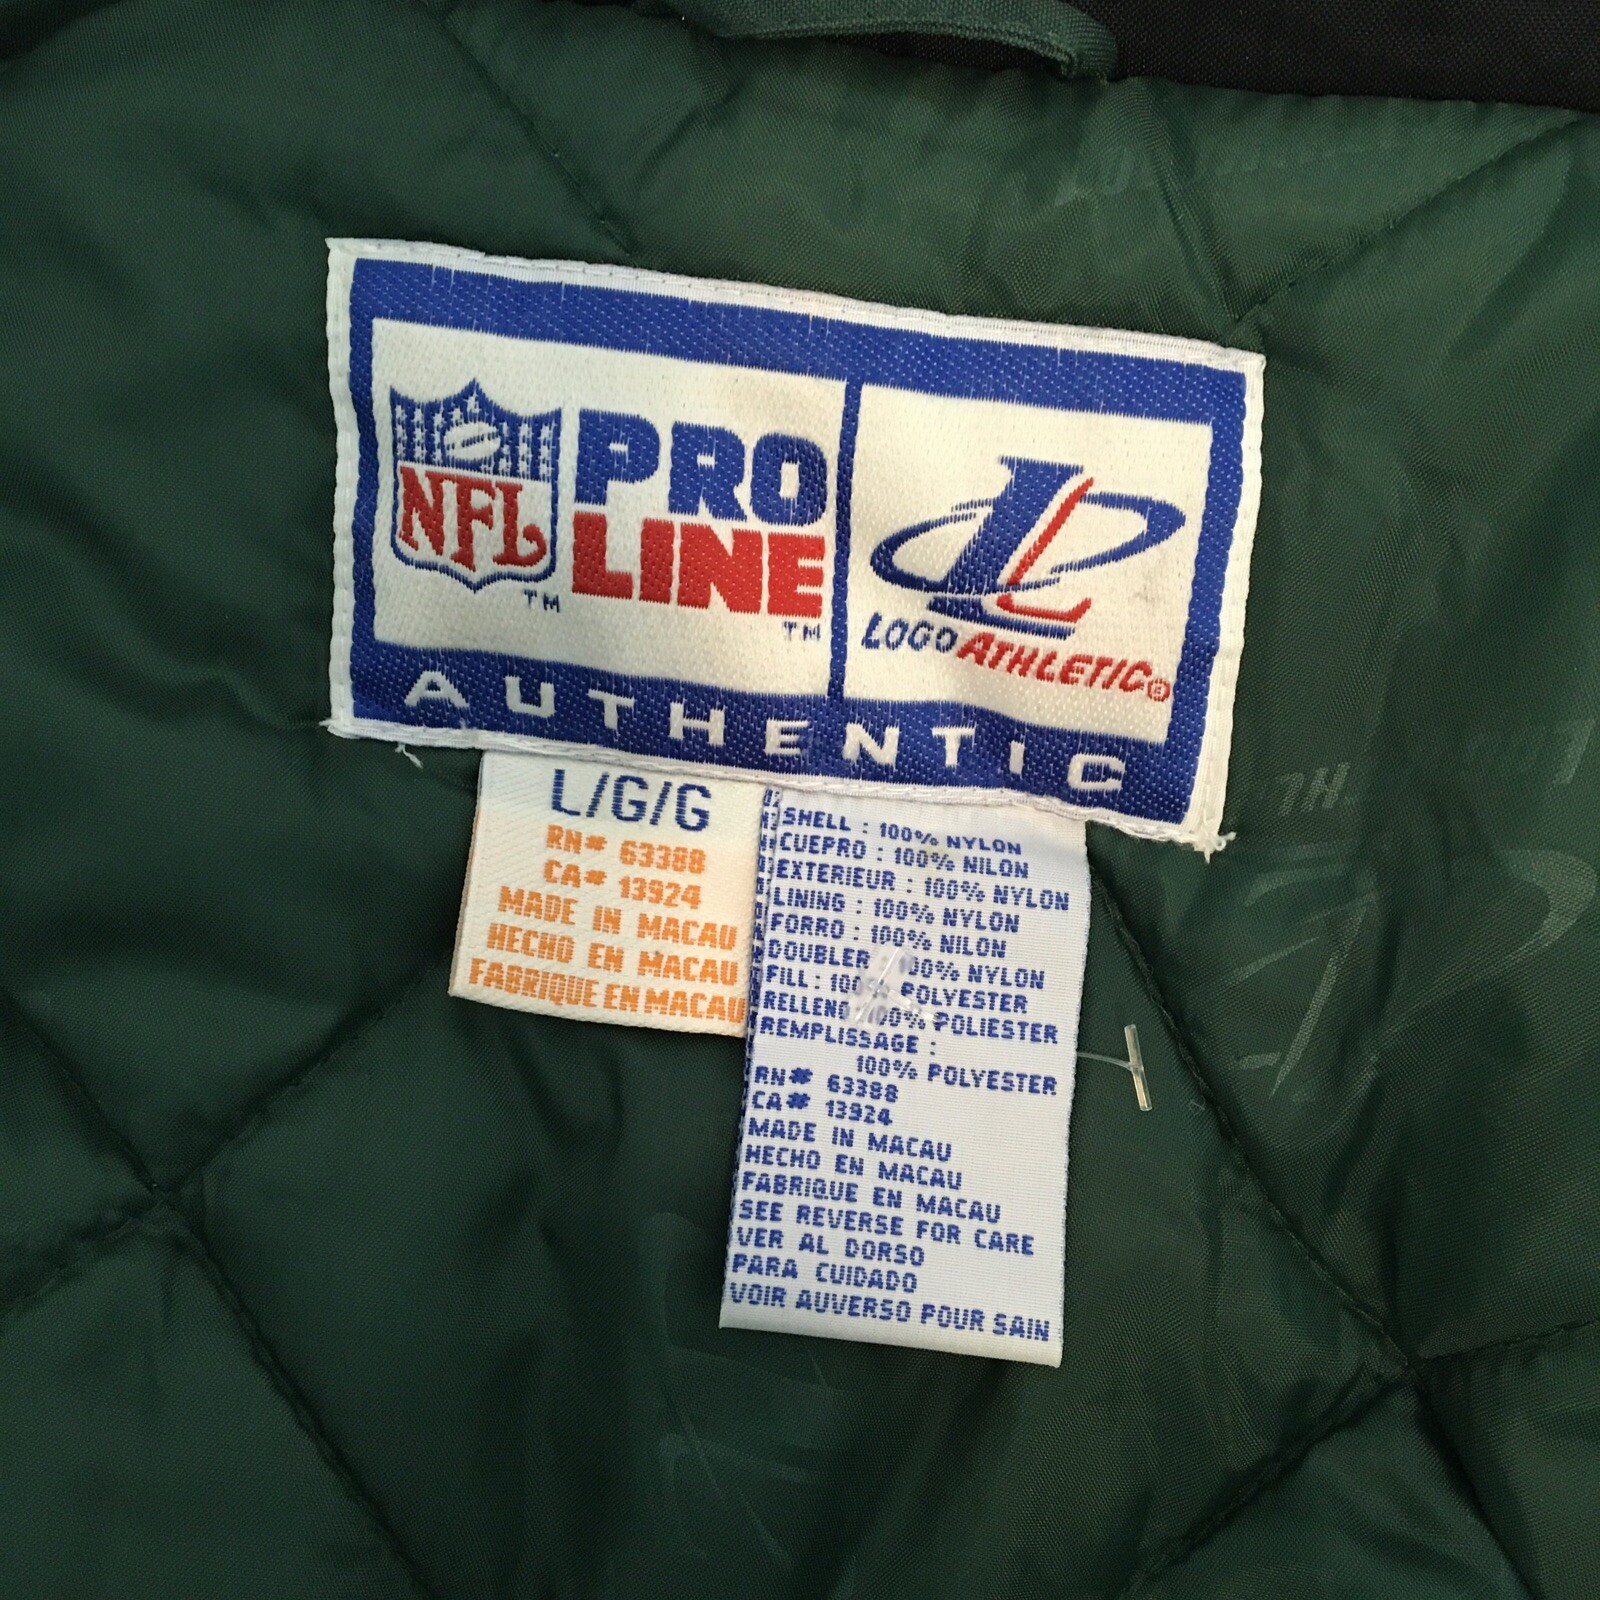 NFL
TM
PRO
LINE
TM
LOGO ATHLETIC®
AUTHENTIC
L/G/G
RN# 63388
CA# 13924
MADE IN MACAU
HECHO EN MACAU
FABRIQUE EN MACAU
SHELL : 100% NYLON
CUEPRO : 100% NILON
EXTERIEUR : 100% NYLON
LINING : 100% NYLON
FORRO : 100% NILON
DOUBLER 100% NYLON
FILL : 100% POLYESTER
RELLENO 100% POLIESTER
REMPLISSAGE :
100% POLYESTER
RN# 63388
CA# 13924
MADE IN MACAU
HECHO EN MACAU
FABRIQUE EN MACAU
SEE REVERSE FOR CARE
VER AL DORSO
PARA CUIDADO
VOIR AUVERSO POUR SAIN